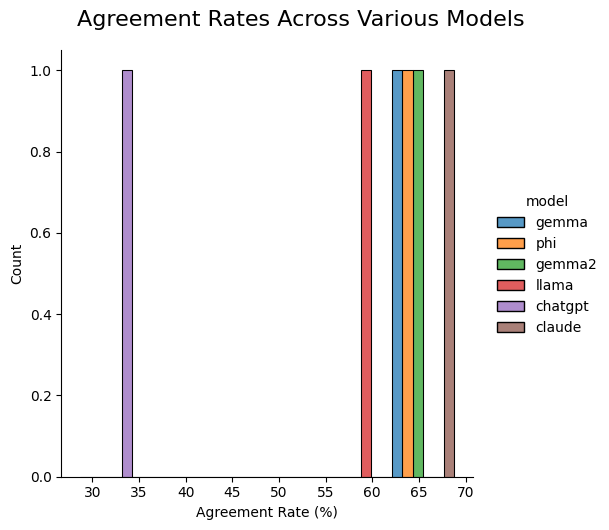 Agreement Rates Across Various Models
1.0
0.8
0.6
0.4
0.2
0.0
Count
30 35 40 45 50 55 60 65 70
Agreement Rate (%)
model
gemma
phi
gemma2
llama
chatgpt
claude